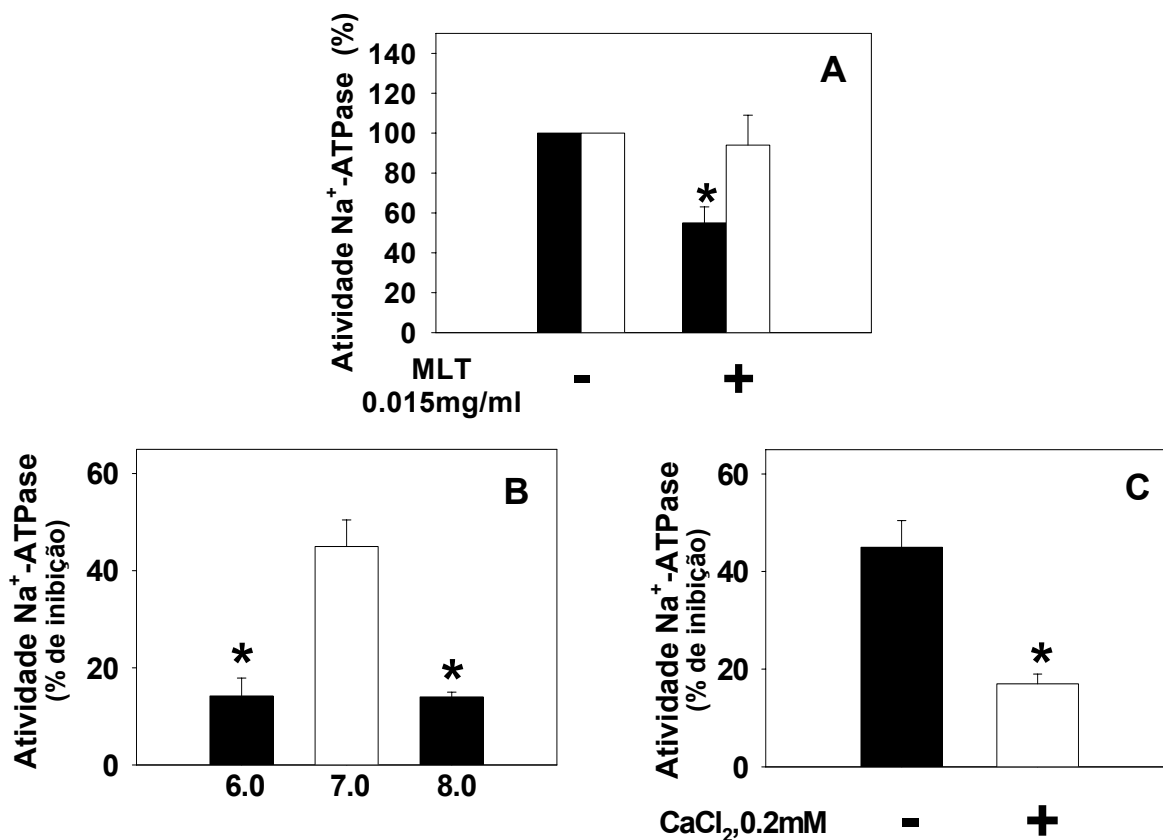 Atividade Na⁺-ATPase (%)
140
120
100
80
60
40
20
0
A
*
MLT
0.015mg/ml
- +
Atividade Na⁺-ATPase
(% de inibição)
60
40
20
0
B
* *
6.0 7.0 8.0
Atividade Na⁺-ATPase
(% de inibição)
60
40
20
0
C
*
CaCl₂,0.2mM - +